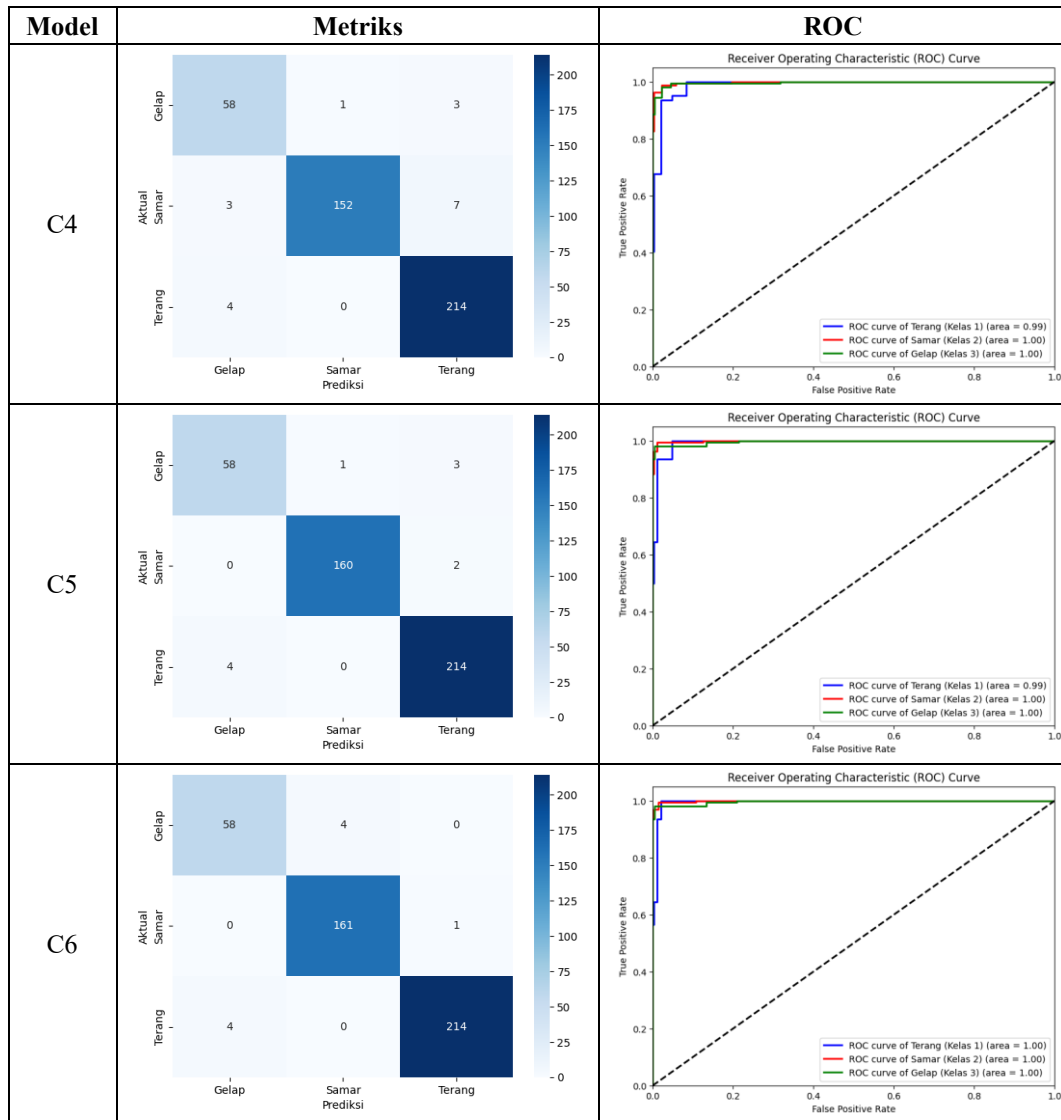 Model Metriks ROC
C4
Gelap 58 1 3
Aktual
Samar 3 152 7
Terang 4 0 214
Gelap Samar Terang
Prediksi
200
175
150
125
100
75
50
25
0
Receiver Operating Characteristic (ROC) Curve
True Positive Rate
1.0
0.8
0.6
0.4
0.2
0.0
ROC curve of Terang (Kelas 1) (area = 0.99)
ROC curve of Samar (Kelas 2) (area = 1.00)
ROC curve of Gelap (Kelas 3) (area = 1.00)
0.0 0.2 0.4 0.6 0.8 1.0
False Positive Rate
C5
Gelap 58 1 3
Aktual
Samar 0 160 2
Terang 4 0 214
Gelap Samar Terang
Prediksi
200
175
150
125
100
75
50
25
0
Receiver Operating Characteristic (ROC) Curve
True Positive Rate
1.0
0.8
0.6
0.4
0.2
0.0
ROC curve of Terang (Kelas 1) (area = 0.99)
ROC curve of Samar (Kelas 2) (area = 1.00)
ROC curve of Gelap (Kelas 3) (area = 1.00)
0.0 0.2 0.4 0.6 0.8 1.0
False Positive Rate
C6
Gelap 58 4 0
Aktual
Samar 0 161 1
Terang 4 0 214
Gelap Samar Terang
Prediksi
200
175
150
125
100
75
50
25
0
Receiver Operating Characteristic (ROC) Curve
True Positive Rate
1.0
0.8
0.6
0.4
0.2
0.0
ROC curve of Terang (Kelas 1) (area = 1.00)
ROC curve of Samar (Kelas 2) (area = 1.00)
ROC curve of Gelap (Kelas 3) (area = 1.00)
0.0 0.2 0.4 0.6 0.8 1.0
False Positive Rate